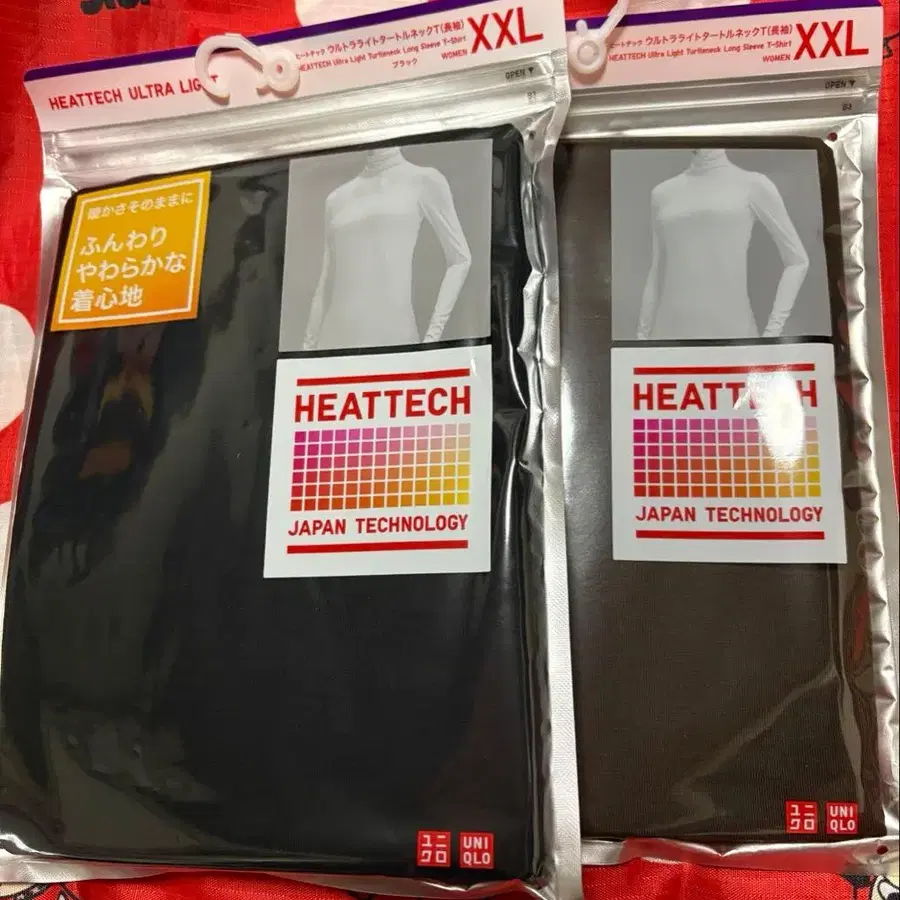 HEATTECH ULTRA LIGHT
ヒートテック ウルトラライトタートルネックT(長袖)
HEATTECH Ultra Light Turtleneck Long Sleeve T-Shirt
WOMEN XXL
ブラック
OPEN ▼
暖かさそのままに
ふんわり
やわらかな
着心地
HEATTECH
JAPAN TECHNOLOGY
ユニ
クロ
UNI
QLO
ヒートテック ウルトラライトタートルネックT(長袖)
HEATTECH Ultra Light Turtleneck Long Sleeve T-Shirt
WOMEN XXL
OPEN ▼
HEATTECH
JAPAN TECHNOLOGY
ユニ
クロ
UNI
QLO